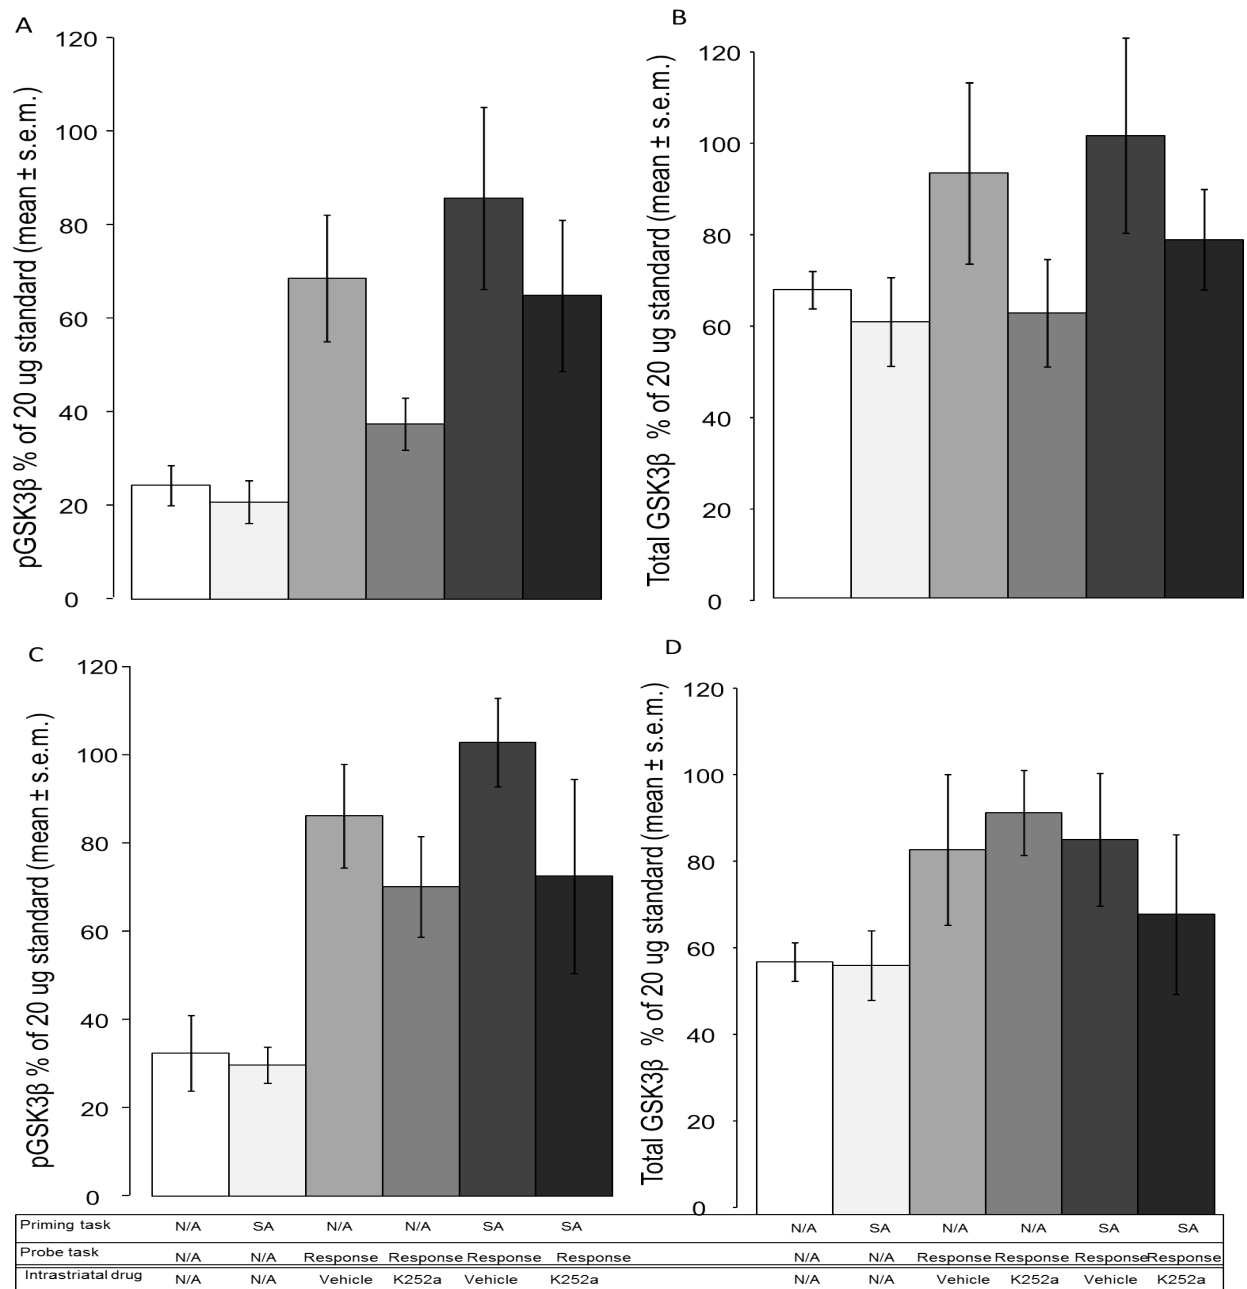 A
pGSK3β % of 20 ug standard (mean ± s.e.m.)
120
100
80
60
40
20
0
B
Total GSK3β % of 20 ug standard (mean ± s.e.m.)
120
100
80
60
40
20
0
C
pGSK3β % of 20 ug standard (mean ± s.e.m.)
120
100
80
60
40
20
0
D
Total GSK3β % of 20 ug standard (mean ± s.e.m.)
120
100
80
60
40
20
0
Priming task N/A SA N/A N/A SA SA N/A SA N/A N/A SA SA
Probe task N/A N/A Response Response Response Response N/A N/A Response Response Response Response
Intrastriatal drug N/A N/A Vehicle K252a Vehicle K252a N/A N/A Vehicle K252a Vehicle K252a